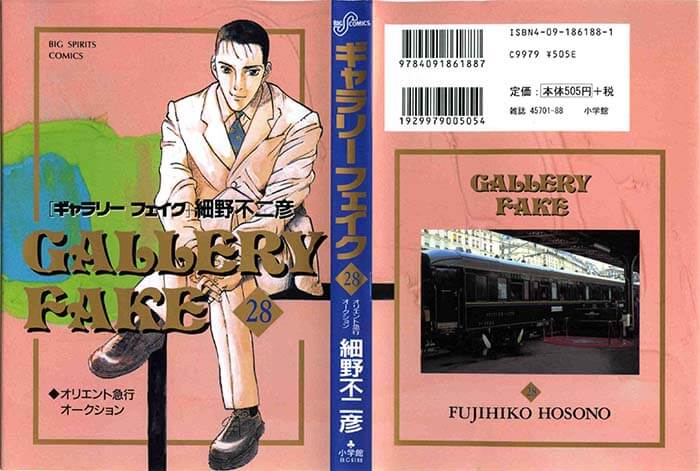 BIG SPIRITS
COMICS
[ギャラリー フェイク] 細野不二彦
GALLERY
FAKE
28
◆オリエント急行
オークション
BIG COMICS
ギャラリーフェイク
28
オリエント急行
オークション
細野不二彦
小学館
ISBN4-09-186188-1
C9979 ¥505E
定価:本体505円+税
雑誌 45701-88 小学館
9784091861887
1929979005054
GALLERY
FAKE
28
FUJIHIKO HOSONO